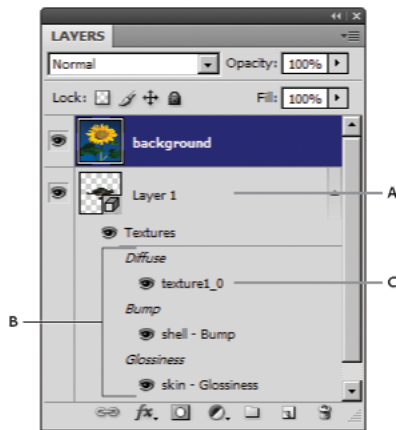 LAYERS
Normal Opacity: 100%
Lock: Fill: 100%
background
Layer 1
A
Textures
Diffuse
texture1_0
C
Bump
B
shell - Bump
Glossiness
skin - Glossiness
fx.